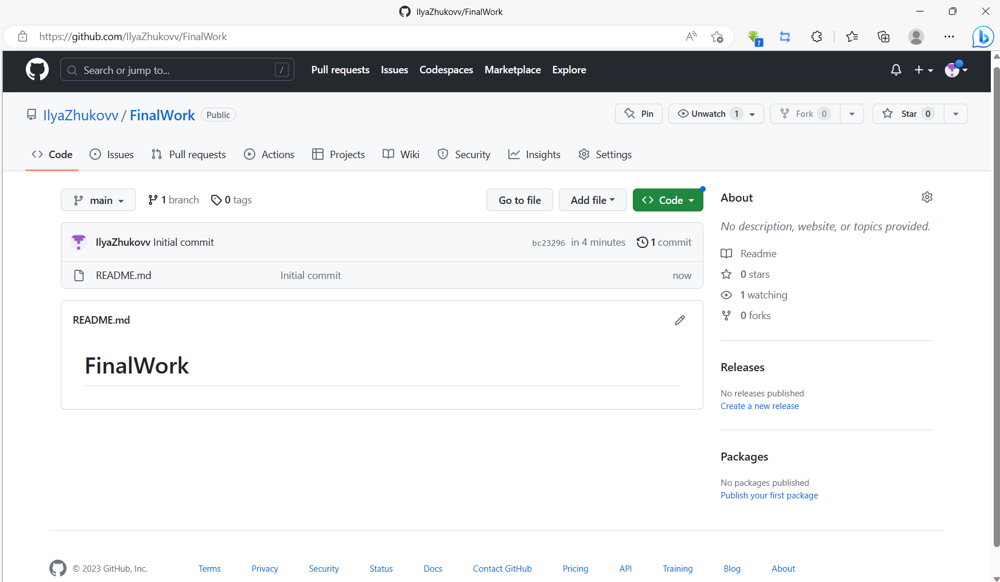 IlyaZhukovv/FinalWork
https://github.com/IlyaZhukovv/FinalWork
Search or jump to... /
Pull requests Issues Codespaces Marketplace Explore
IlyaZhukovv / FinalWork Public
Pin Unwatch 1 Fork 0 Star 0
Code Issues Pull requests Actions Projects Wiki Security Insights Settings
main 1 branch 0 tags Go to file Add file Code
IlyaZhukovv Initial commit bc23296 in 4 minutes 1 commit
README.md Initial commit now
README.md
FinalWork
About
No description, website, or topics provided.
Readme
0 stars
1 watching
0 forks
Releases
No releases published
Create a new release
Packages
No packages published
Publish your first package
© 2023 GitHub, Inc. Terms Privacy Security Status Docs Contact GitHub Pricing API Training Blog About